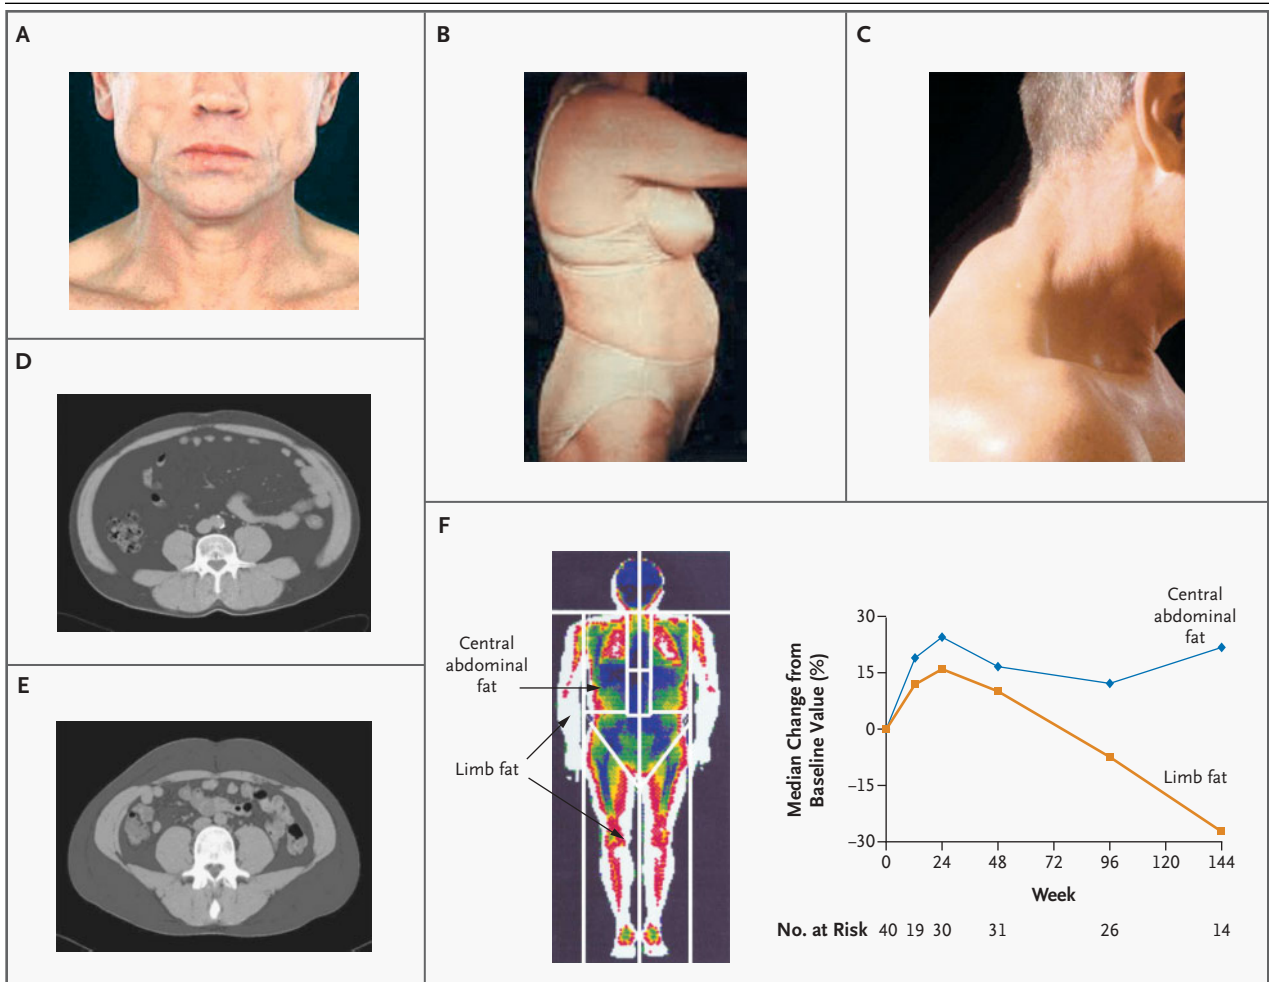 A
B
C
D
E
F
Central
abdominal
fat
Limb fat
Median Change from
Baseline Value (%)
30
15
0
–15
–30
Central
abdominal
fat
Limb fat
0 24 48 72 96 120 144
Week
No. at Risk 40 19 30 31 26 14